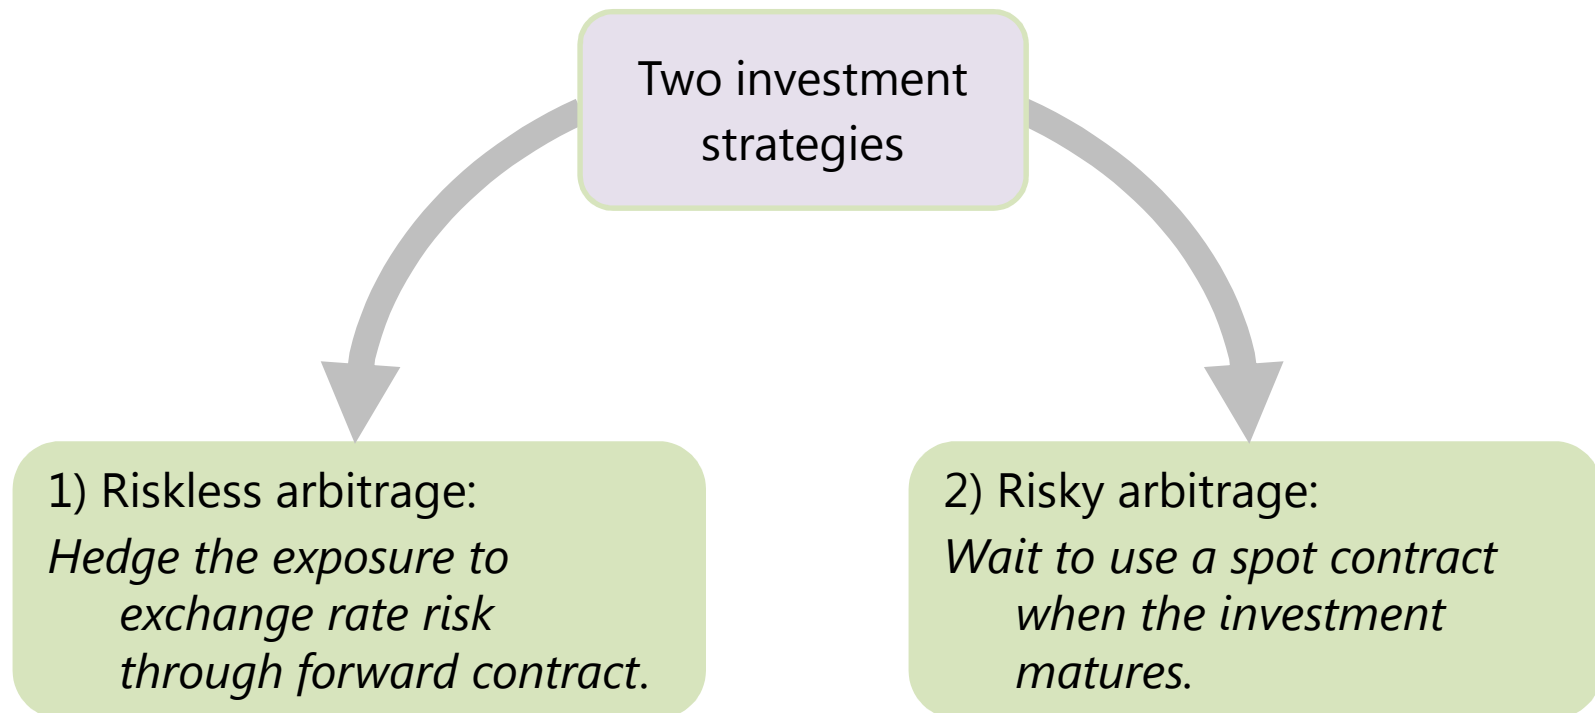 Two investment
strategies
1) Riskless arbitrage:
Hedge the exposure to
exchange rate risk
through forward contract.
2) Risky arbitrage:
Wait to use a spot contract
when the investment
matures.